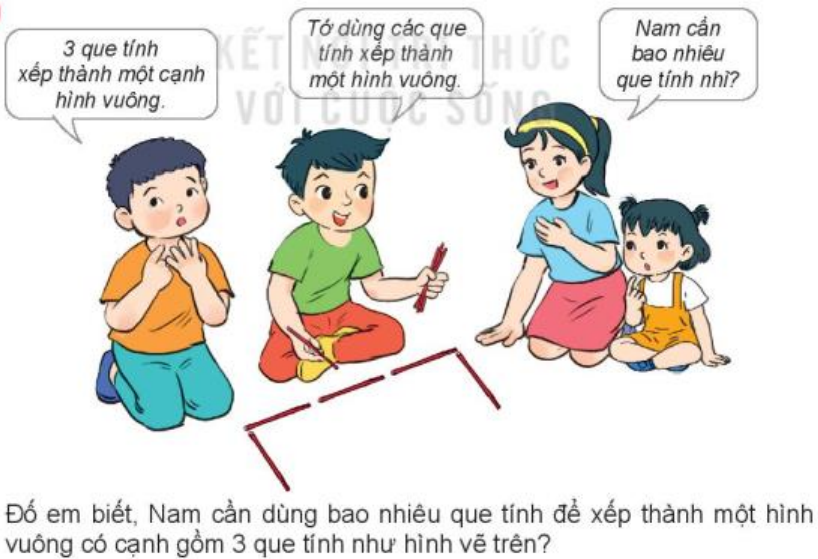 3 que tính
xếp thành một cạnh
hình vuông.
Tớ dùng các que
tính xếp thành
một hình vuông.
Nam cần
bao nhiêu
que tính nhỉ?
KẾT NỐI TRI THỨC
VỚI CUỘC SỐNG
Đố em biết, Nam cần dùng bao nhiêu que tính để xếp thành một hình
vuông có cạnh gồm 3 que tính như hình vẽ trên?